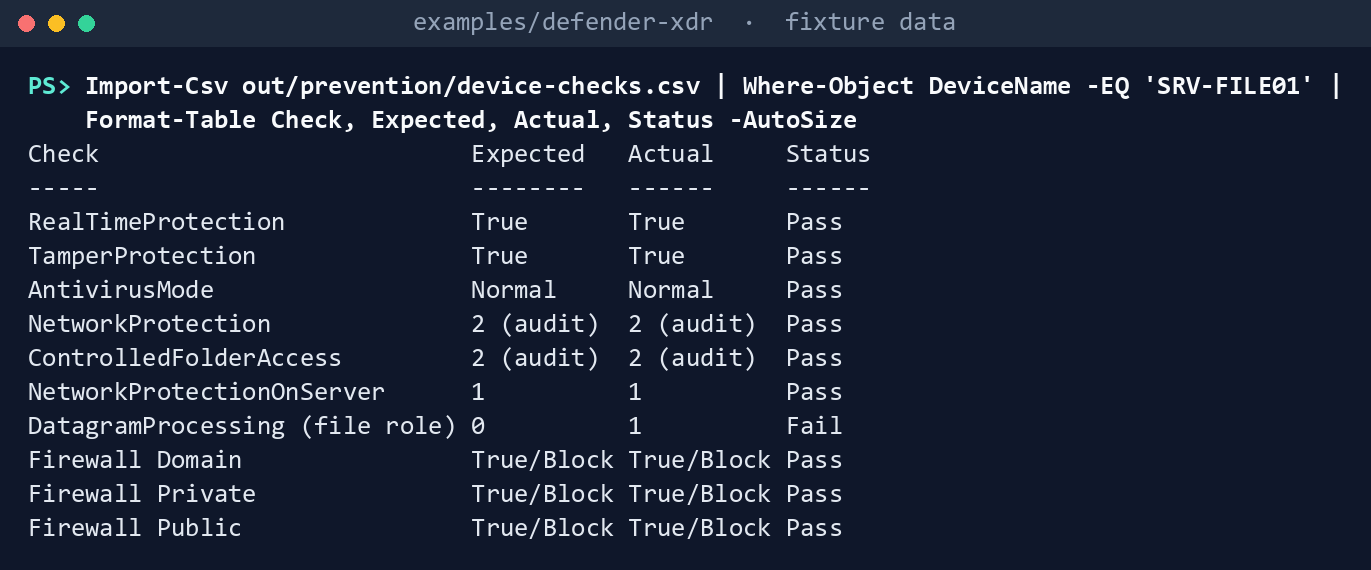 examples/defender-xdr · fixture data
PS> Import-Csv out/prevention/device-checks.csv | Where-Object DeviceName -EQ 'SRV-FILE01' |
    Format-Table Check, Expected, Actual, Status -AutoSize
Check                          Expected   Actual     Status
-----                          --------   ------     ------
RealTimeProtection             True       True       Pass
TamperProtection               True       True       Pass
AntivirusMode                  Normal     Normal     Pass
NetworkProtection              2 (audit)  2 (audit)  Pass
ControlledFolderAccess         2 (audit)  2 (audit)  Pass
NetworkProtectionOnServer      1          1          Pass
DatagramProcessing (file role) 0          1          Fail
Firewall Domain                True/Block True/Block Pass
Firewall Private               True/Block True/Block Pass
Firewall Public                True/Block True/Block Pass